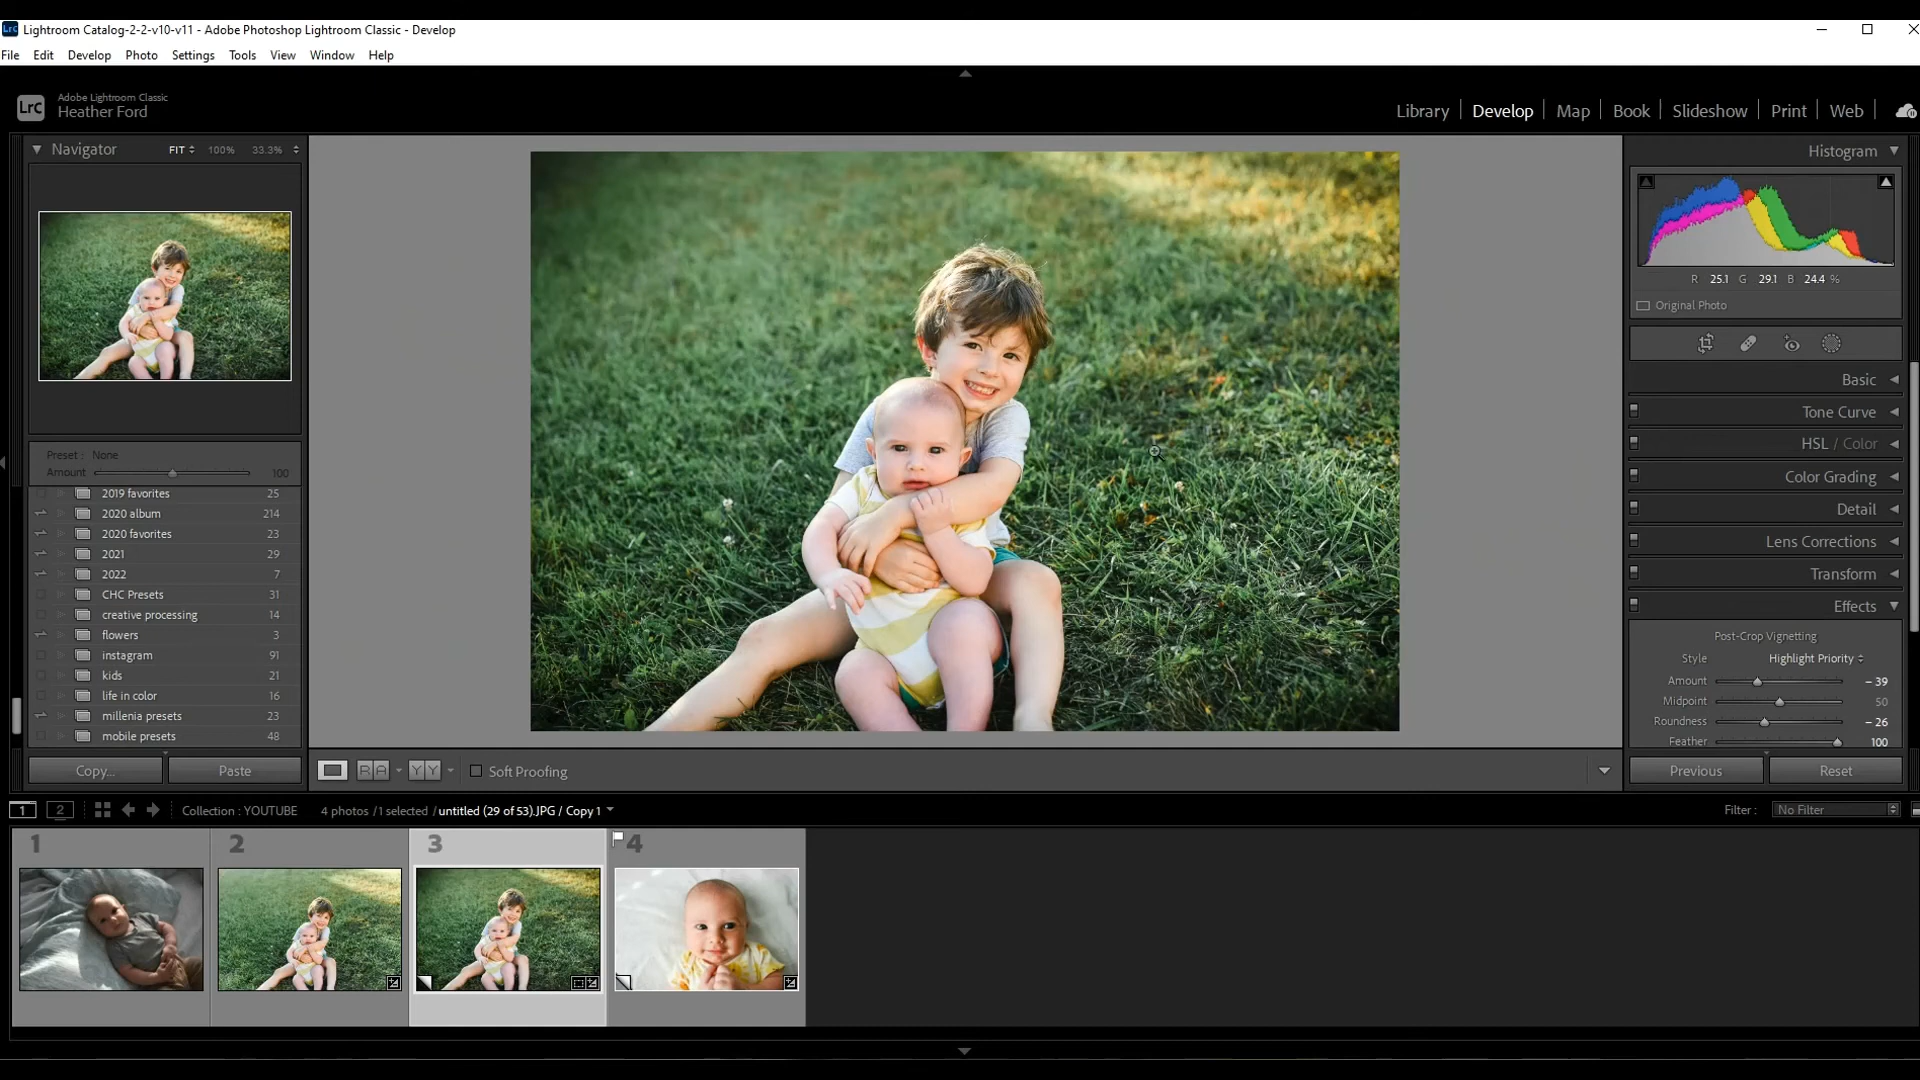 Lrc Lightroom Catalog-2-2-v10-v11 - Adobe Photoshop Lightroom Classic - Develop
File Edit Develop Photo Settings Tools View Window Help
Lrc Adobe Lightroom Classic
Heather Ford
Library | Develop | Map | Book | Slideshow | Print | Web |
Navigator FIT 100% 33.3%
Histogram
R 25.1 G 29.1 B 24.4 %
Original Photo
Basic
Tone Curve
HSL / Color
Color Grading
Detail
Lens Corrections
Transform
Effects
Post-Crop Vignetting
Style Highlight Priority
Amount - 39
Midpoint 50
Roundness - 26
Feather 100
Previous Reset
Preset : None
Amount 100
2019 favorites 25
2020 album 214
2020 favorites 23
2021 29
2022 7
CHC Presets 31
creative processing 14
flowers 3
instagram 91
kids 21
life in color 16
millenia presets 23
mobile presets 48
Copy... Paste
R A Y Y Soft Proofing
1 2 Collection : YOUTUBE 4 photos / 1 selected / untitled (29 of 53).JPG / Copy 1
Filter : No Filter
1 2 3 4